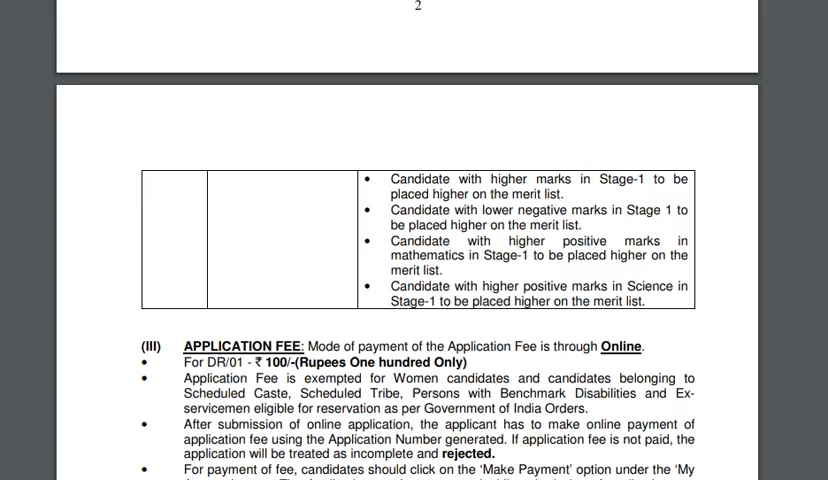 2
• Candidate with higher marks in Stage-1 to be
placed higher on the merit list.
• Candidate with lower negative marks in Stage 1 to
be placed higher on the merit list.
• Candidate with higher positive marks in
mathematics in Stage-1 to be placed higher on the
merit list.
• Candidate with higher positive marks in Science in
Stage-1 to be placed higher on the merit list.
(III) APPLICATION FEE: Mode of payment of the Application Fee is through Online.
• For DR/01 - ₹ 100/-(Rupees One hundred Only)
• Application Fee is exempted for Women candidates and candidates belonging to
Scheduled Caste, Scheduled Tribe, Persons with Benchmark Disabilities and Ex-
servicemen eligible for reservation as per Government of India Orders.
• After submission of online application, the applicant has to make online payment of
application fee using the Application Number generated. If application fee is not paid, the
application will be treated as incomplete and rejected.
• For payment of fee, candidates should click on the ‘Make Payment’ option under the ‘My